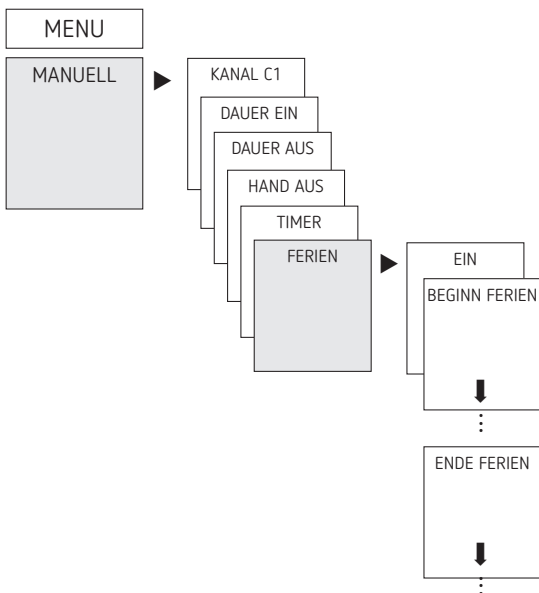 MENU
MANUELL
KANAL C1
DAUER EIN
DAUER AUS
HAND AUS
TIMER
FERIEN
EIN
BEGINN FERIEN
ENDE FERIEN